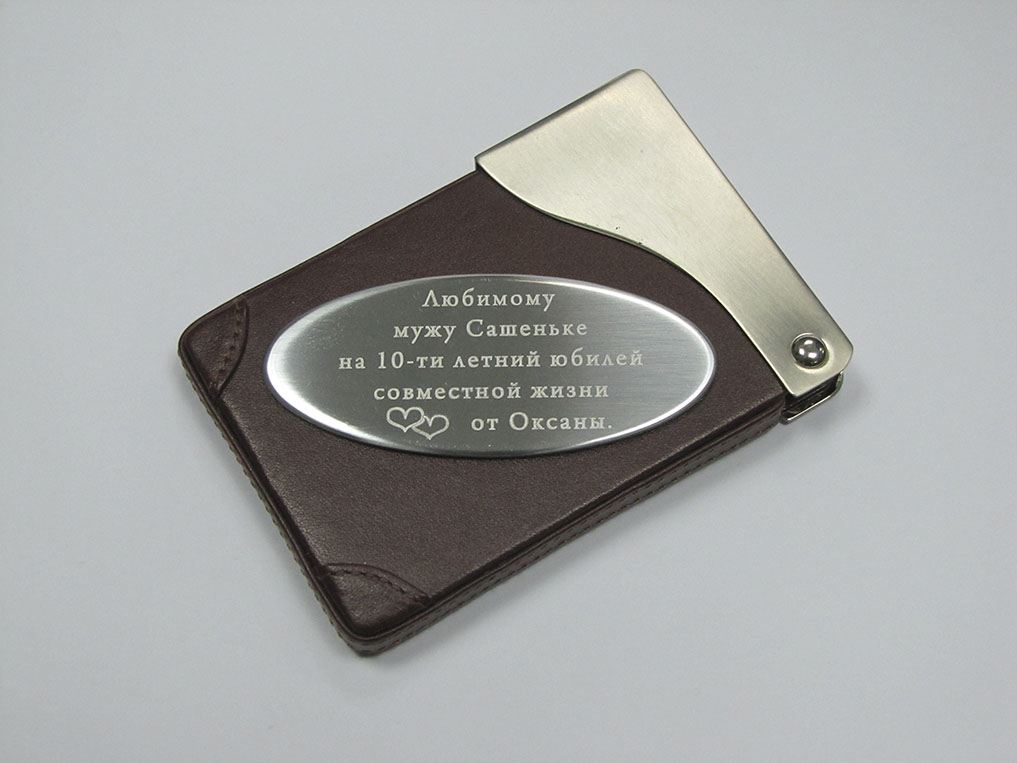 Любимому
мужу Сашеньке
на 10-ти летний юбилей
совместной жизни
от Оксаны.